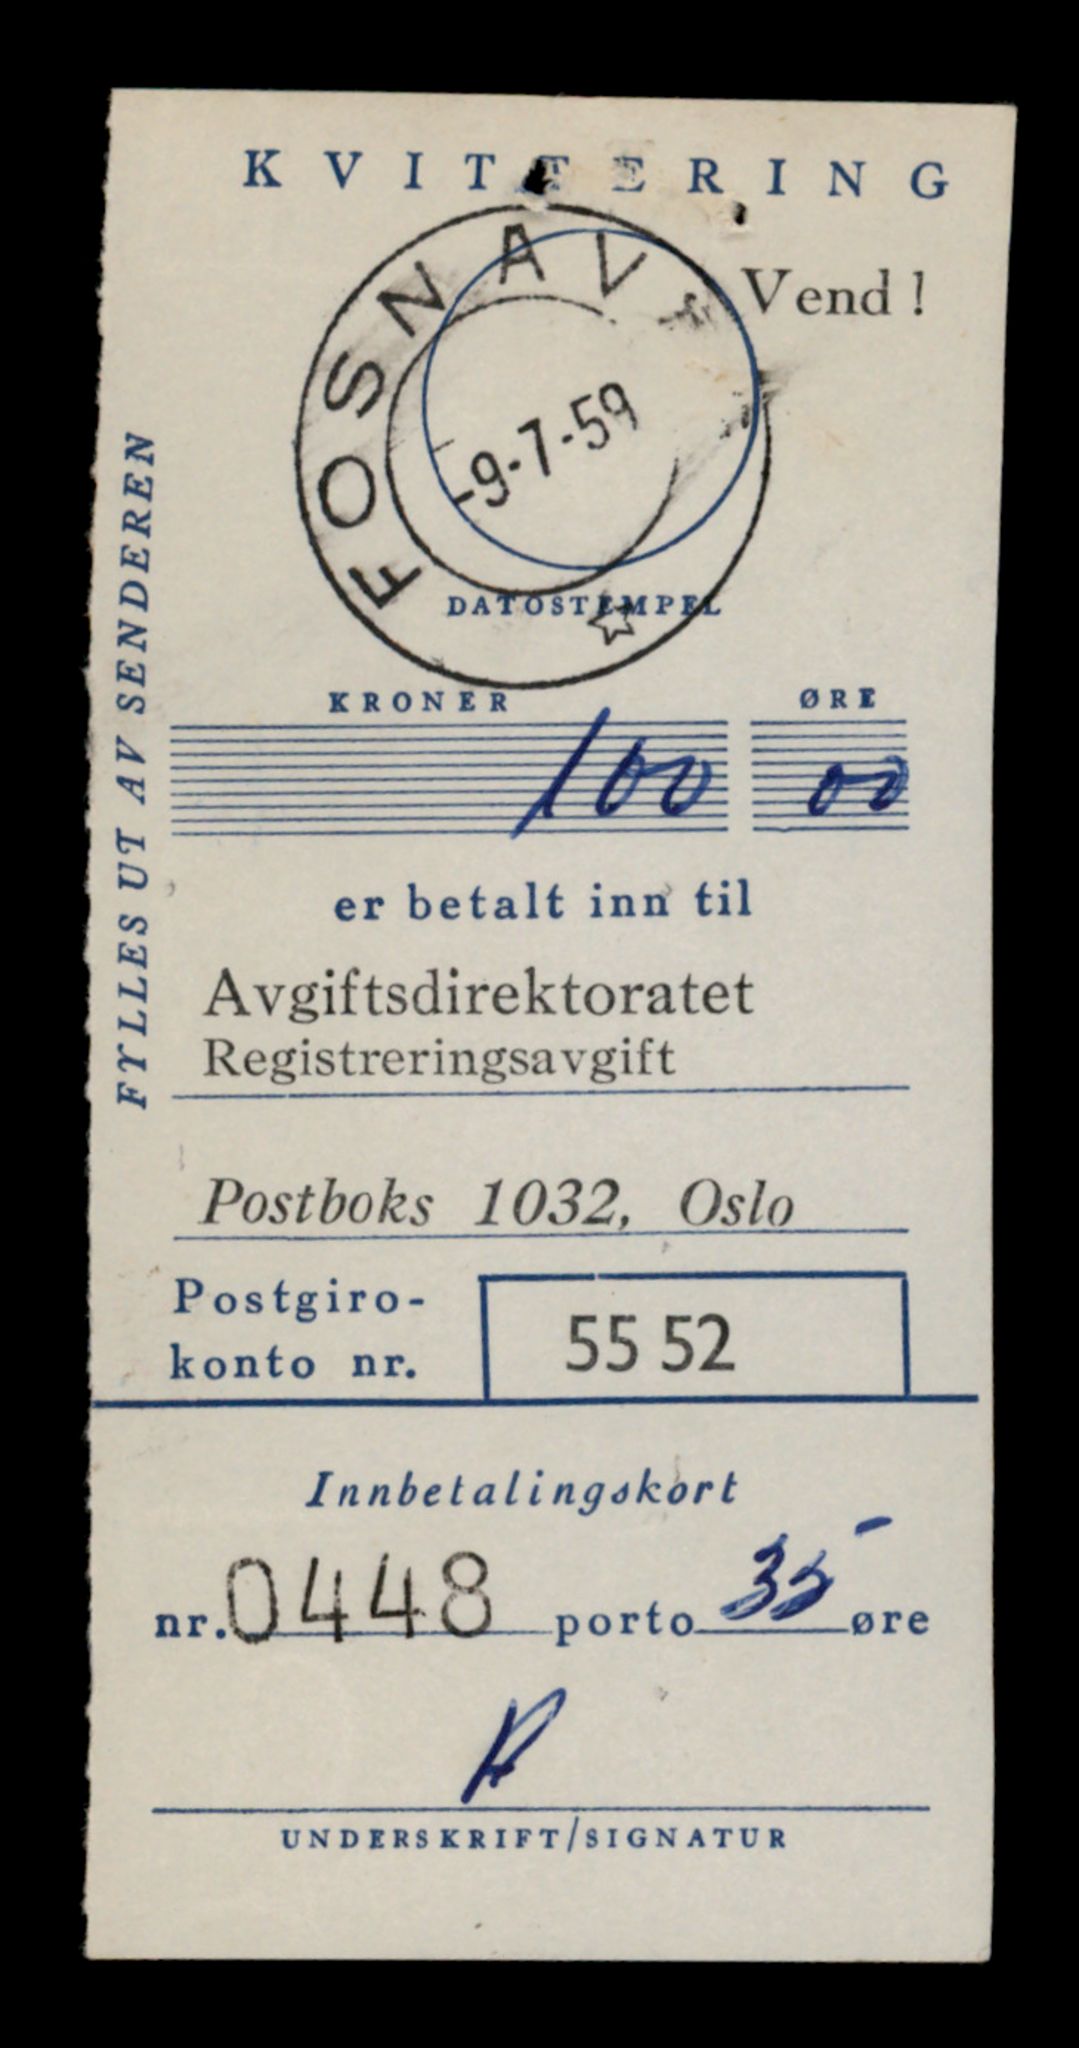 KVITTERING
Vend !
FOSNAV
-9-7-59
DATOSTEMPEL
FYLLES UT AV SENDEREN
KRONER ØRE
100 00
er betalt inn til
Avgiftsdirektoratet
Registreringsavgift
Postboks 1032, Oslo
Postgiro-
konto nr. 55 52
Innbetalingskort
nr. 0448 porto 35 øre
UNDERSKRIFT/SIGNATUR